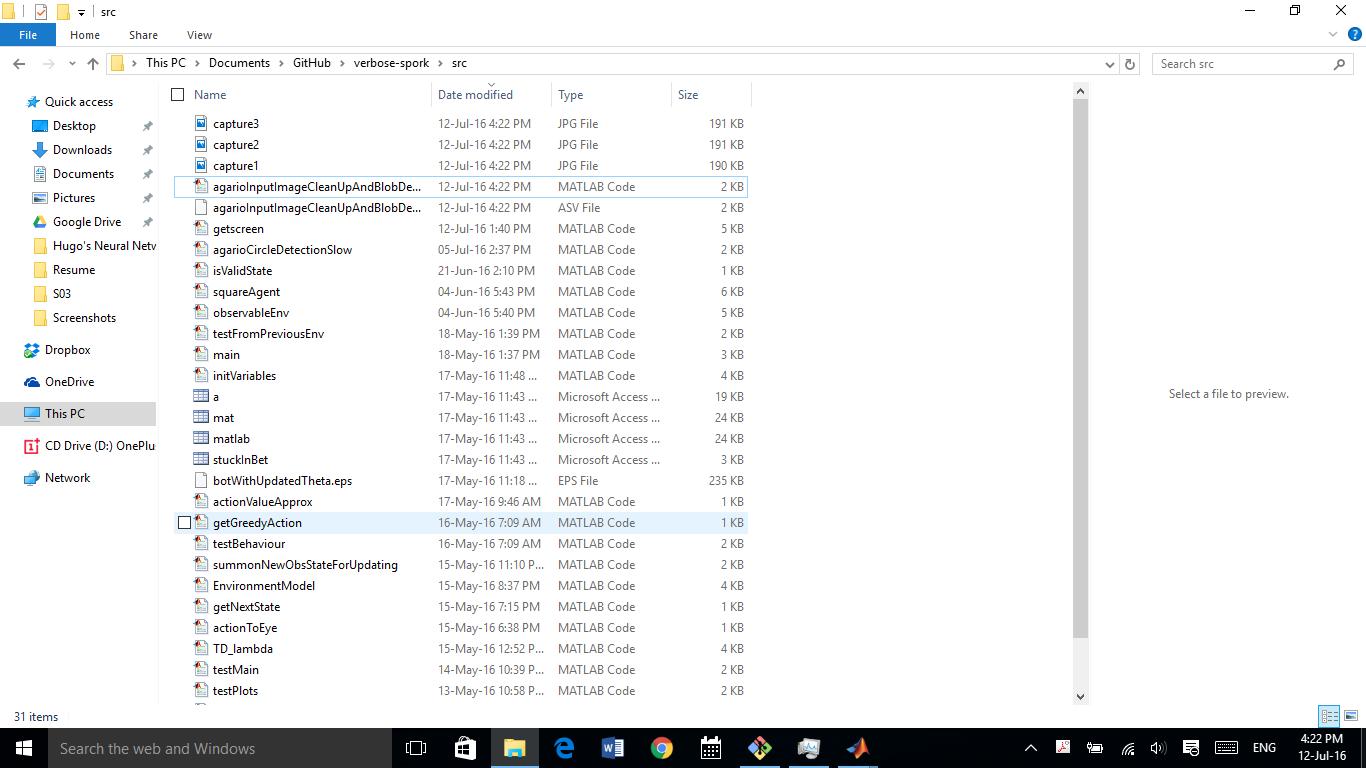 src
File Home Share View
This PC Documents GitHub verbose-spork src Search src
Name Date modified Type Size
Quick access
Desktop
Downloads
Documents
Pictures
Google Drive
Hugo's Neural Netw
Resume
S03
Screenshots
Dropbox
OneDrive
This PC
CD Drive (D:) OnePlu
Network
capture3 12-Jul-16 4:22 PM JPG File 191 KB
capture2 12-Jul-16 4:22 PM JPG File 191 KB
capture1 12-Jul-16 4:22 PM JPG File 190 KB
agarioInputImageCleanUpAndBlobDe... 12-Jul-16 4:22 PM MATLAB Code 2 KB
agarioInputImageCleanUpAndBlobDe... 12-Jul-16 4:22 PM ASV File 2 KB
getscreen 12-Jul-16 1:40 PM MATLAB Code 5 KB
agarioCircleDetectionSlow 05-Jul-16 2:37 PM MATLAB Code 2 KB
isValidState 21-Jun-16 2:10 PM MATLAB Code 1 KB
squareAgent 04-Jun-16 5:43 PM MATLAB Code 6 KB
observableEnv 04-Jun-16 5:40 PM MATLAB Code 5 KB
testFromPreviousEnv 18-May-16 1:39 PM MATLAB Code 2 KB
main 18-May-16 1:37 PM MATLAB Code 3 KB
initVariables 17-May-16 11:48 ... MATLAB Code 4 KB
a 17-May-16 11:43 ... Microsoft Access ... 19 KB
mat 17-May-16 11:43 ... Microsoft Access ... 24 KB
matlab 17-May-16 11:43 ... Microsoft Access ... 24 KB
stuckInBet 17-May-16 11:43 ... Microsoft Access ... 3 KB
botWithUpdatedTheta.eps 17-May-16 11:18 ... EPS File 235 KB
actionValueApprox 17-May-16 9:46 AM MATLAB Code 1 KB
getGreedyAction 16-May-16 7:09 AM MATLAB Code 1 KB
testBehaviour 16-May-16 7:09 AM MATLAB Code 2 KB
summonNewObsStateForUpdating 15-May-16 11:10 P... MATLAB Code 2 KB
EnvironmentModel 15-May-16 8:37 PM MATLAB Code 4 KB
getNextState 15-May-16 7:15 PM MATLAB Code 1 KB
actionToEye 15-May-16 6:38 PM MATLAB Code 1 KB
TD_lambda 15-May-16 12:52 P... MATLAB Code 4 KB
testMain 14-May-16 10:39 P... MATLAB Code 2 KB
testPlots 13-May-16 10:58 P... MATLAB Code 2 KB
Select a file to preview.
31 items
Search the web and Windows
ENG
4:22 PM
12-Jul-16